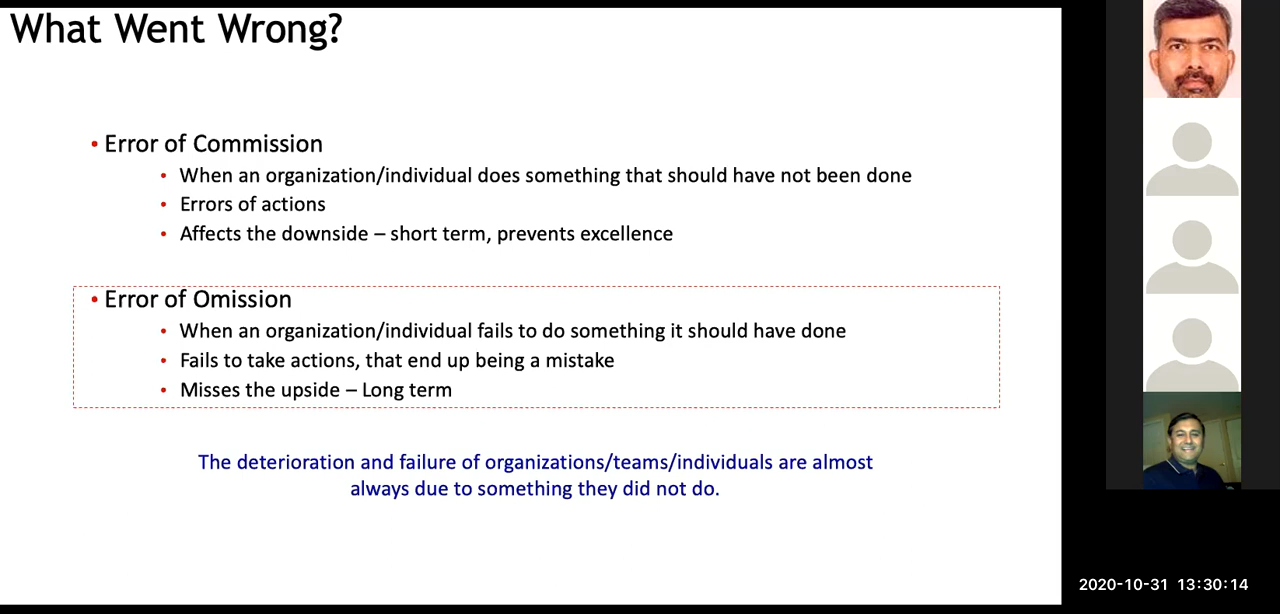 What Went Wrong?
• Error of Commission
• When an organization/individual does something that should have not been done
• Errors of actions
• Affects the downside – short term, prevents excellence
• Error of Omission
• When an organization/individual fails to do something it should have done
• Fails to take actions, that end up being a mistake
• Misses the upside – Long term
The deterioration and failure of organizations/teams/individuals are almost
always due to something they did not do.
2020-10-31 13:30:14